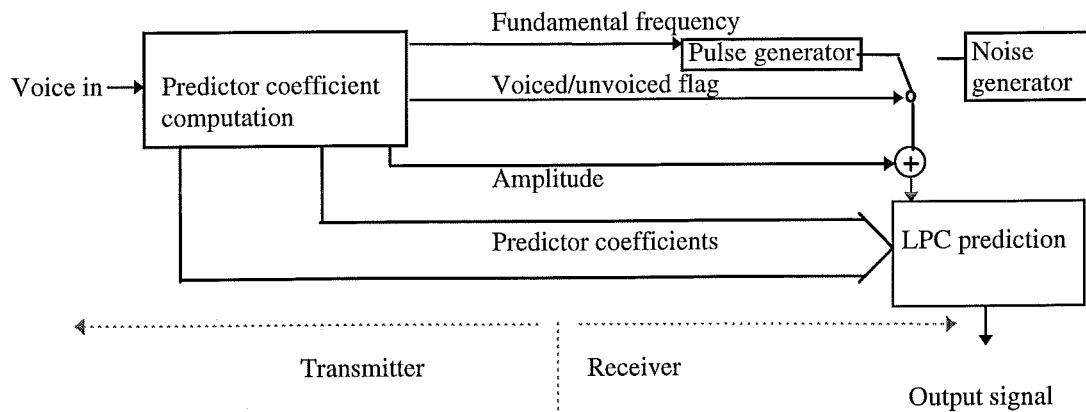 Fundamental frequency
Pulse generator
Noise
generator
Voice in
Predictor coefficient
computation
Voiced/unvoiced flag
+
Amplitude
Predictor coefficients
LPC prediction
Transmitter
Receiver
Output signal